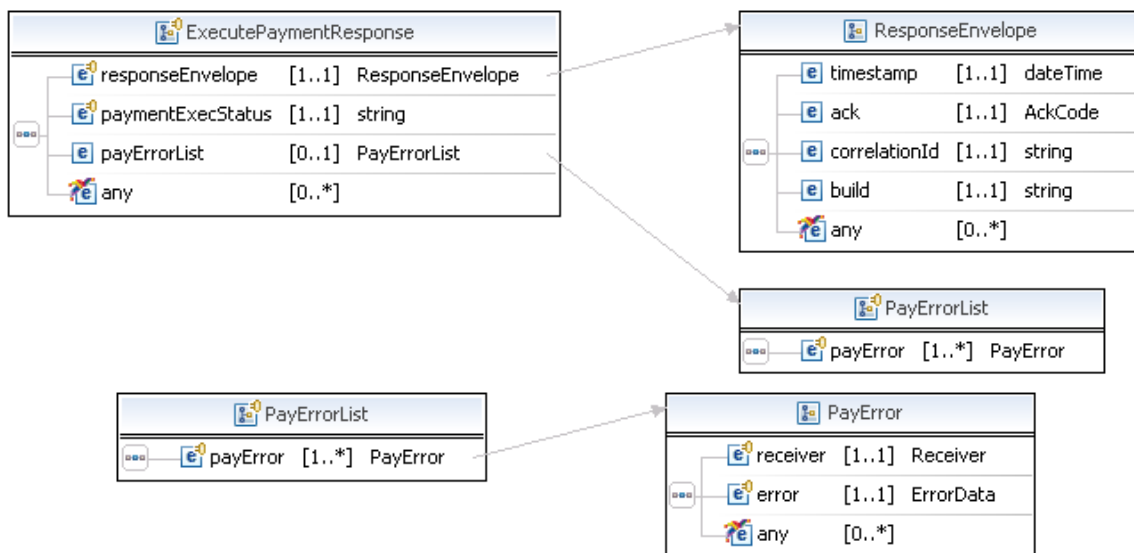 ExecutePaymentResponse
responseEnvelope [1..1] ResponseEnvelope
paymentExecStatus [1..1] string
payErrorList [0..1] PayErrorList
any [0..*]
ResponseEnvelope
timestamp [1..1] dateTime
ack [1..1] AckCode
correlationId [1..1] string
build [1..1] string
any [0..*]
PayErrorList
payError [1..*] PayError
PayErrorList
payError [1..*] PayError
PayError
receiver [1..1] Receiver
error [1..1] ErrorData
any [0..*]